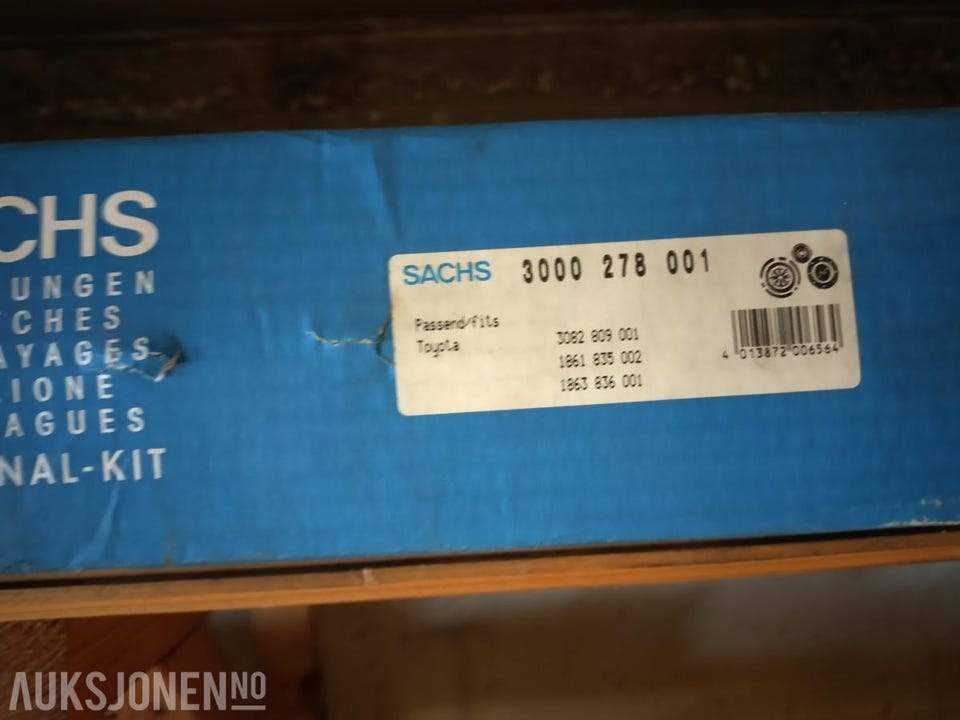 CHS
UNGEN
CHES
AYAGES
IONE
AGUES
NAL-KIT
SACHS 3000 278 001
Passend/fits
Toyota
3082 809 001
1861 835 002
1863 836 001
4 013872 006564
AUKSJONEN NO